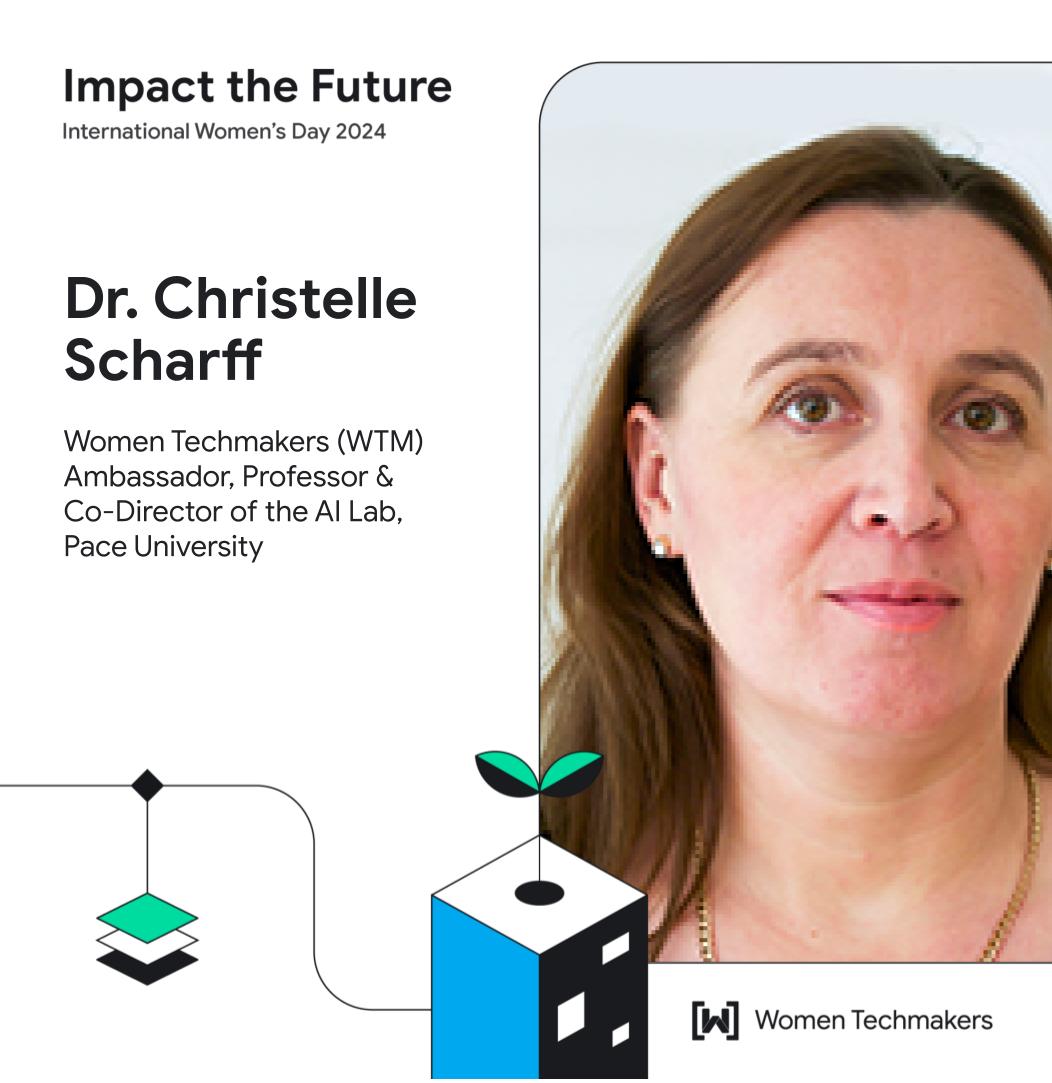 Impact the Future
International Women's Day 2024
Dr. Christelle
Scharff
Women Techmakers (WTM)
Ambassador, Professor &
Co-Director of the AI Lab,
Pace University
[W] Women Techmakers